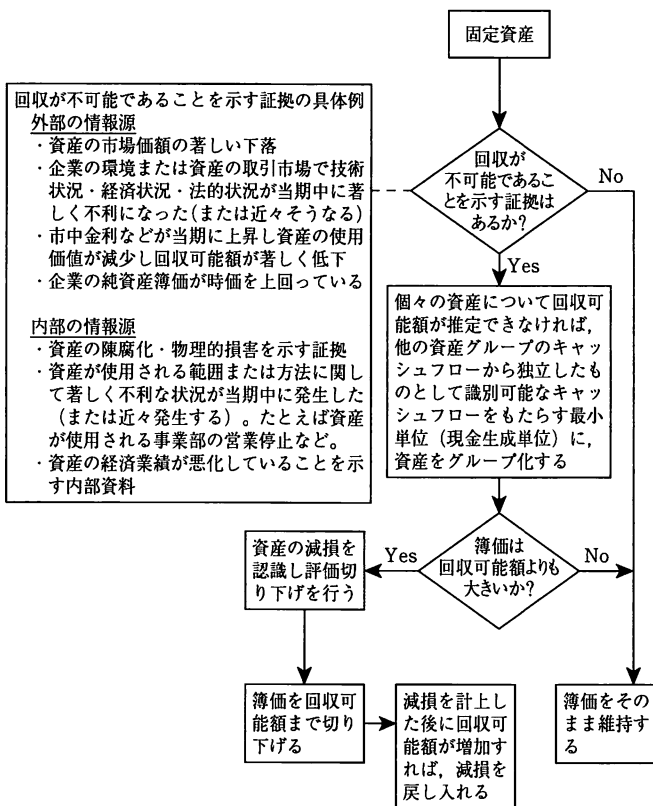 固定資産
回収が不可能であることを示す証拠の具体例
外部の情報源
・資産の市場価額の著しい下落
・企業の環境または資産の取引市場で技術
状況・経済状況・法的状況が当期中に著
しく不利になった(または近々そうなる)
・市中金利などが当期に上昇し資産の使用
価値が減少し回収可能額が著しく低下
・企業の純資産簿価が時価を上回っている
内部の情報源
・資産の陳腐化・物理的損害を示す証拠
・資産が使用される範囲または方法に関し
て著しく不利な状況が当期中に発生した
(または近々発生する)。たとえば資産
が使用される事業部の営業停止など。
・資産の経済業績が悪化していることを示
す内部資料
回収が
不可能であるこ
とを示す証拠は
あるか?
No
Yes
個々の資産について回収可
能額が推定できなければ,
他の資産グループのキャッ
シュフローから独立したも
のとして識別可能なキャッ
シュフローをもたらす最小
単位(現金生成単位)に,
資産をグループ化する
簿価は
回収可能額よりも
大きいか?
Yes
No
資産の減損を
認識し評価切
り下げを行う
簿価を回収可
能額まで切り
下げる
減損を計上し
た後に回収可
能額が増加す
れば, 減損を
戻し入れる
簿価をその
まま維持す
る